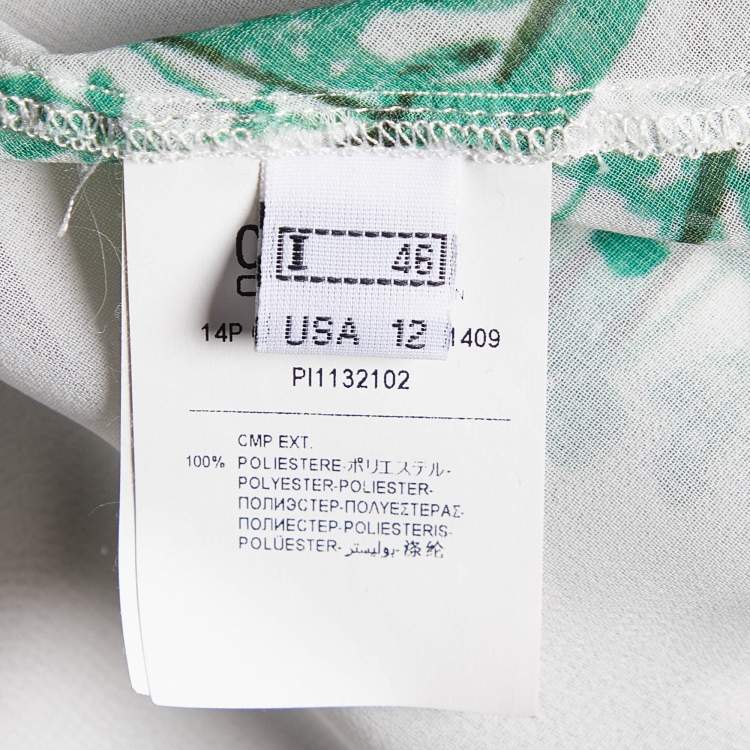 I 46
USA 12
14P 1409
PI1132102
CMP EXT.
100% POLIESTERE-ポリエステル-
POLYESTER-POLIESTER-
ПОЛИЭСТЕР-ΠΟΛΥΕΣΤΕΡΑΣ-
ПОЛИЕСТЕР-POLIESTERIS-
POLÜESTER-بوليستر-涤纶